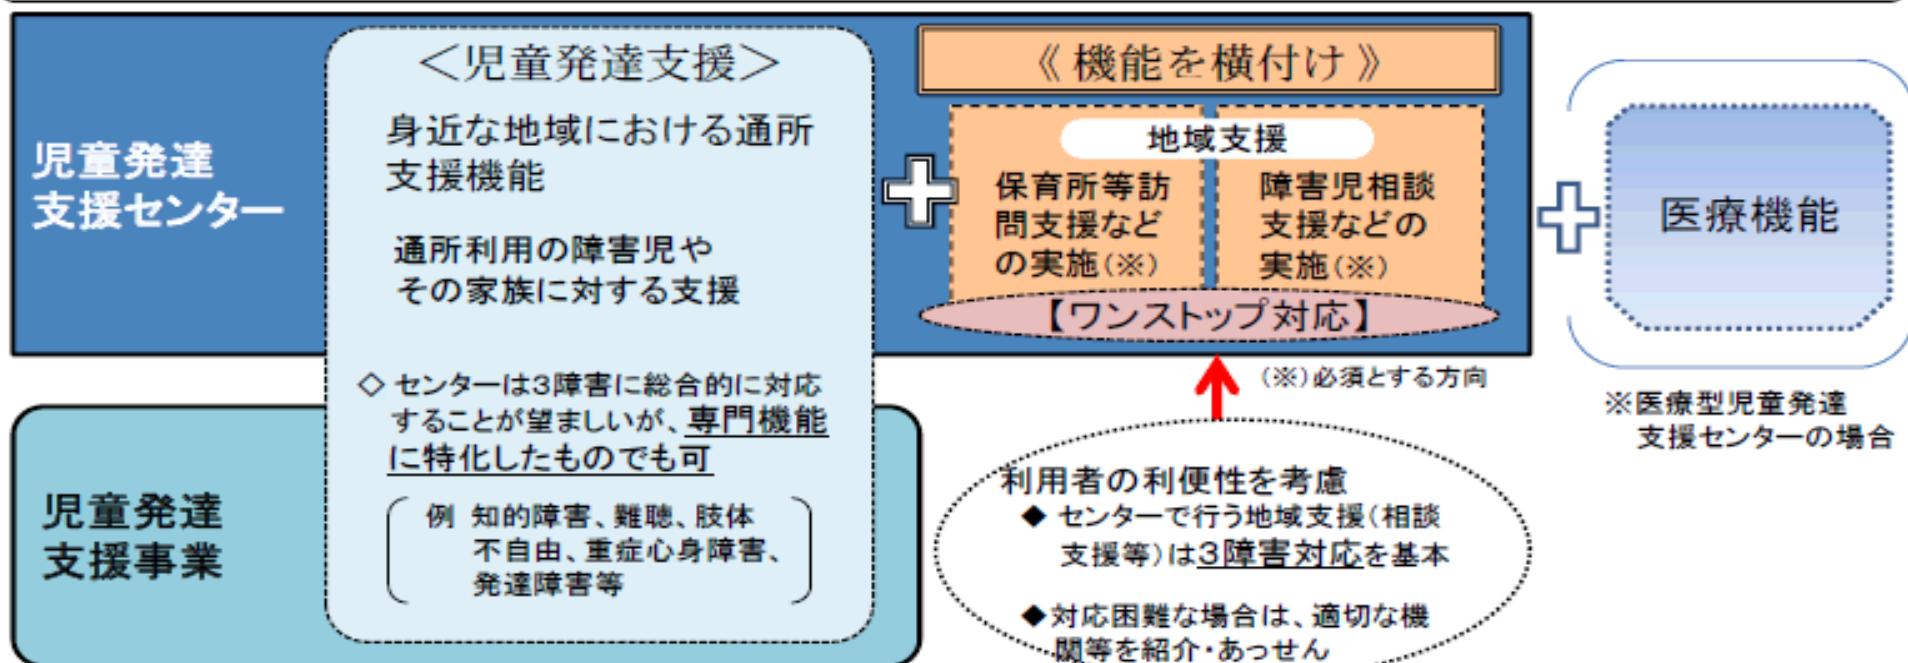 児童発達
支援センター
＜児童発達支援＞
身近な地域における通所
支援機能
通所利用の障害児や
その家族に対する支援
◇ センターは３障害に総合的に対応
することが望ましいが、専門機能
に特化したものでも可
例 知的障害、難聴、肢体
不自由、重症心身障害、
発達障害等
《 機能を横付け 》
地域支援
保育所等訪
問支援など
の実施(※)
障害児相談
支援などの
実施(※)
【ワンストップ対応】
(※)必須とする方向
医療機能
※医療型児童発達
支援センターの場合
児童発達
支援事業
利用者の利便性を考慮
◆ センターで行う地域支援(相談
支援等)は３障害対応を基本
◆対応困難な場合は、適切な機
関等を紹介・あっせん